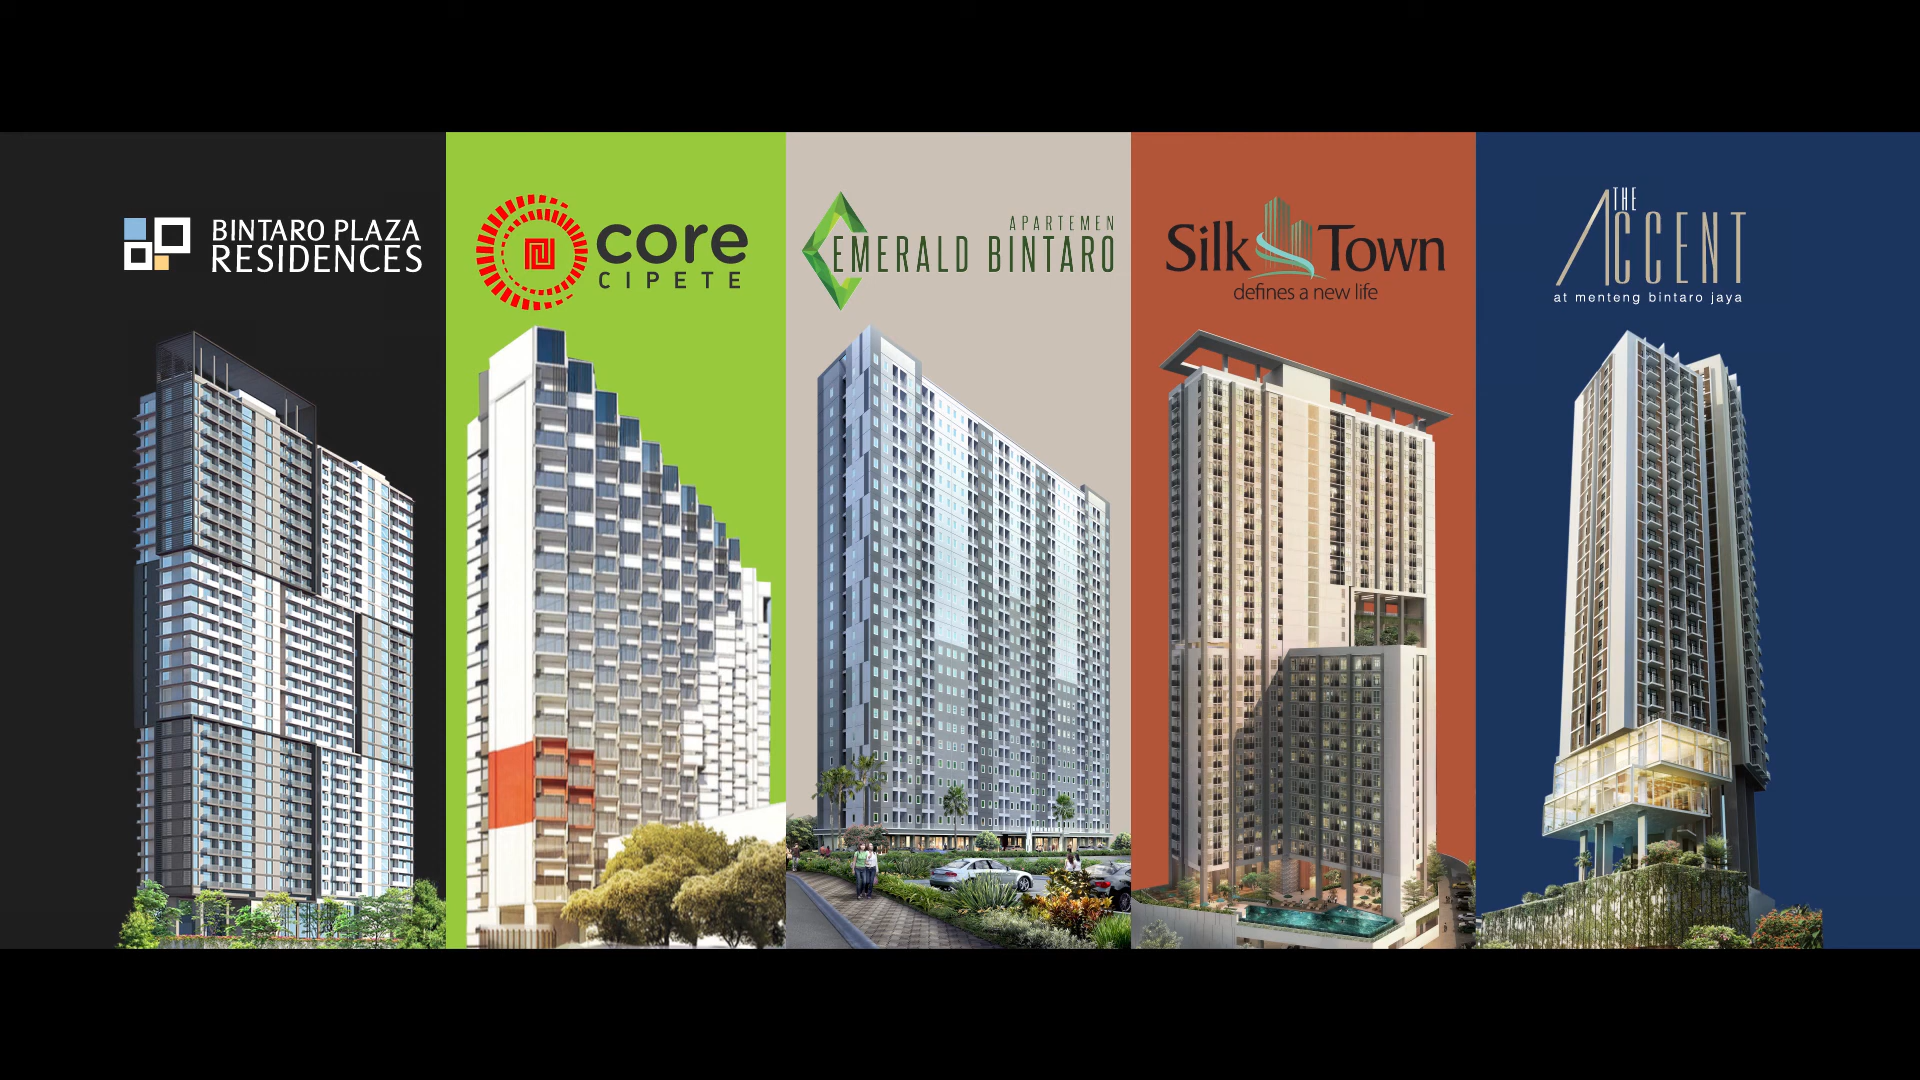 BINTARO PLAZA
RESIDENCES
core
CIPETE
APARTEMEN
EMERALD BINTARO
Silk Town
defines a new life
THE
ACCENT
at menteng bintaro jaya